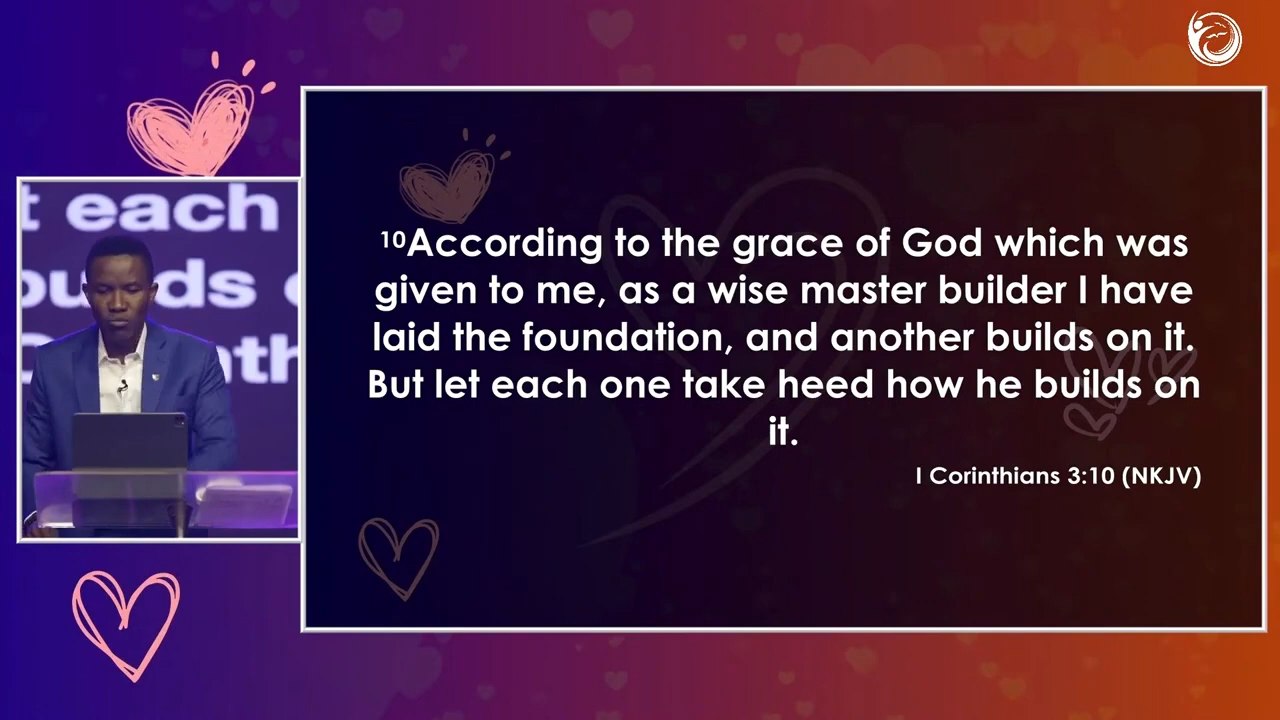 t each
ds
¹⁰According to the grace of God which was
given to me, as a wise master builder I have
laid the foundation, and another builds on it.
But let each one take heed how he builds on
it.
I Corinthians 3:10 (NKJV)